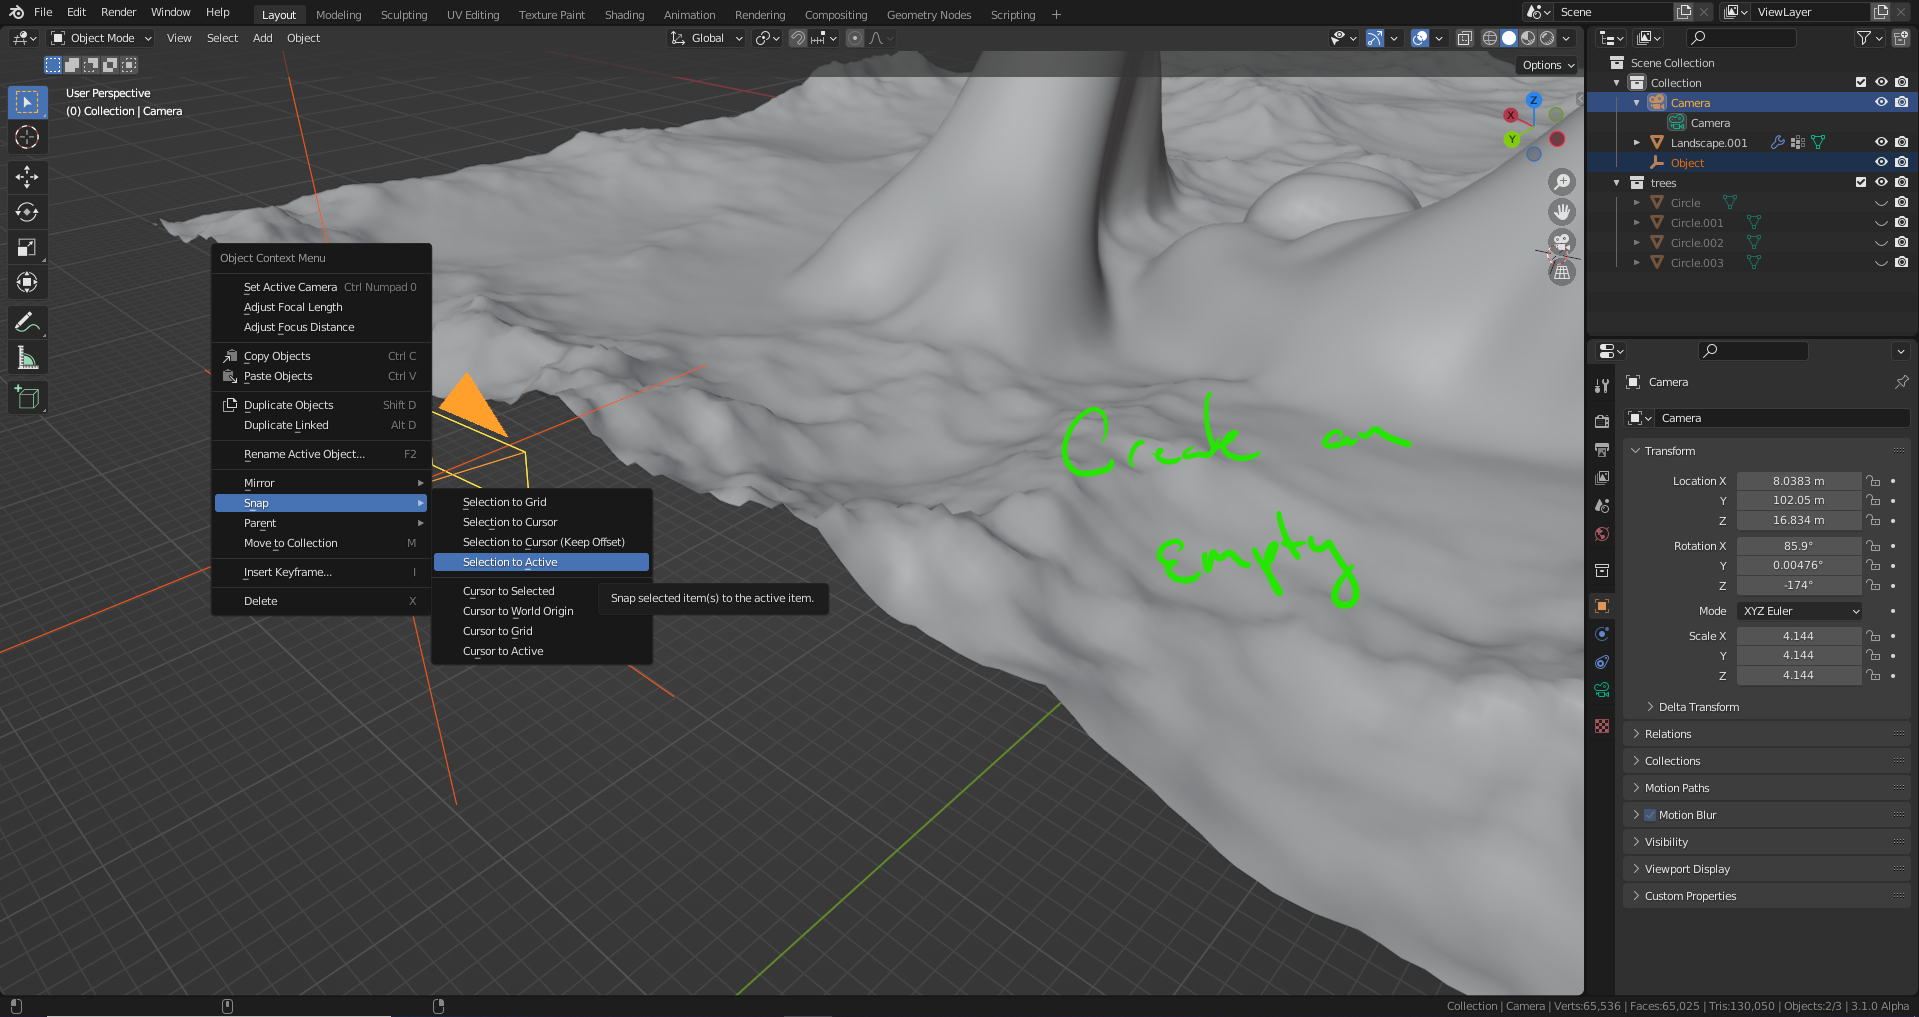 File Edit Render Window Help Layout Modeling Sculpting UV Editing Texture Paint Shading Animation Rendering Compositing Geometry Nodes Scripting + Scene ViewLayer
Object Mode View Select Add Object Global
Options
User Perspective
(0) Collection | Camera
Z
X
Y
Object Context Menu
Set Active Camera Ctrl Numpad 0
Adjust Focal Length
Adjust Focus Distance
Copy Objects Ctrl C
Paste Objects Ctrl V
Duplicate Objects Shift D
Duplicate Linked Alt D
Rename Active Object... F2
Mirror
Snap
Parent
Move to Collection M
Insert Keyframe... I
Delete X
Selection to Grid
Selection to Cursor
Selection to Cursor (Keep Offset)
Selection to Active
Cursor to Selected
Cursor to World Origin
Cursor to Grid
Cursor to Active
Snap selected item(s) to the active item.
Create an
Empty
Scene Collection
Collection
Camera
Camera
Landscape.001
Object
trees
Circle
Circle.001
Circle.002
Circle.003
Camera
Camera
Transform
Location X 8.0383 m
Y 102.05 m
Z 16.834 m
Rotation X 85.9°
Y 0.00476°
Z -174°
Mode XYZ Euler
Scale X 4.144
Y 4.144
Z 4.144
Delta Transform
Relations
Collections
Motion Paths
Motion Blur
Visibility
Viewport Display
Custom Properties
Collection | Camera | Verts:65,536 | Faces:65,025 | Tris:130,050 | Objects:2/3 | 3.1.0 Alpha